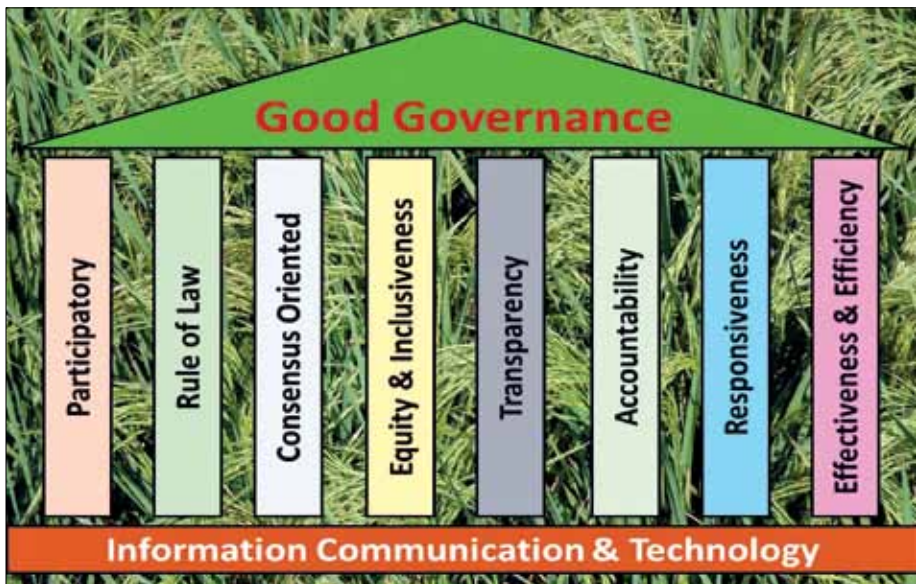 Good Governance
Participatory
Rule of Law
Consensus Oriented
Equity & Inclusiveness
Transparency
Accountability
Responsiveness
Effectiveness & Efficiency
Information Communication & Technology